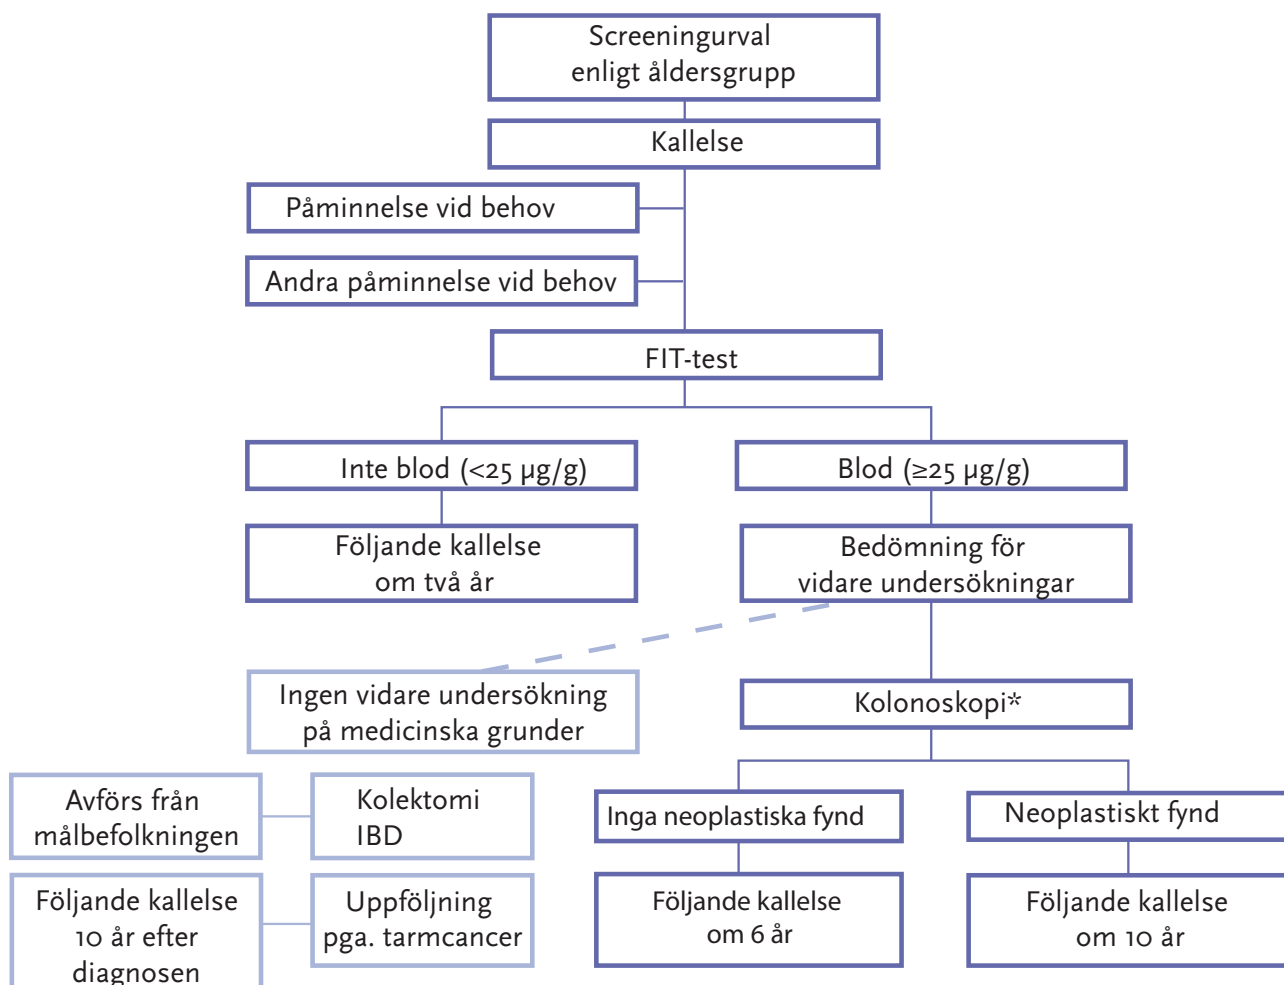 Screeningurval
enligt åldersgrupp
Kallelse
Påminnelse vid behov
Andra påminnelse vid behov
FIT-test
Inte blod (<25 µg/g)
Blod (≥25 µg/g)
Följande kallelse
om två år
Bedömning för
vidare undersökningar
Ingen vidare undersökning
på medicinska grunder
Kolonoskopi*
Avförs från
målbefolkningen
Kolektomi
IBD
Inga neoplastiska fynd
Neoplastiskt fynd
Följande kallelse
10 år efter
diagnosen
Uppföljning
pga. tarmcancer
Följande kallelse
om 6 år
Följande kallelse
om 10 år